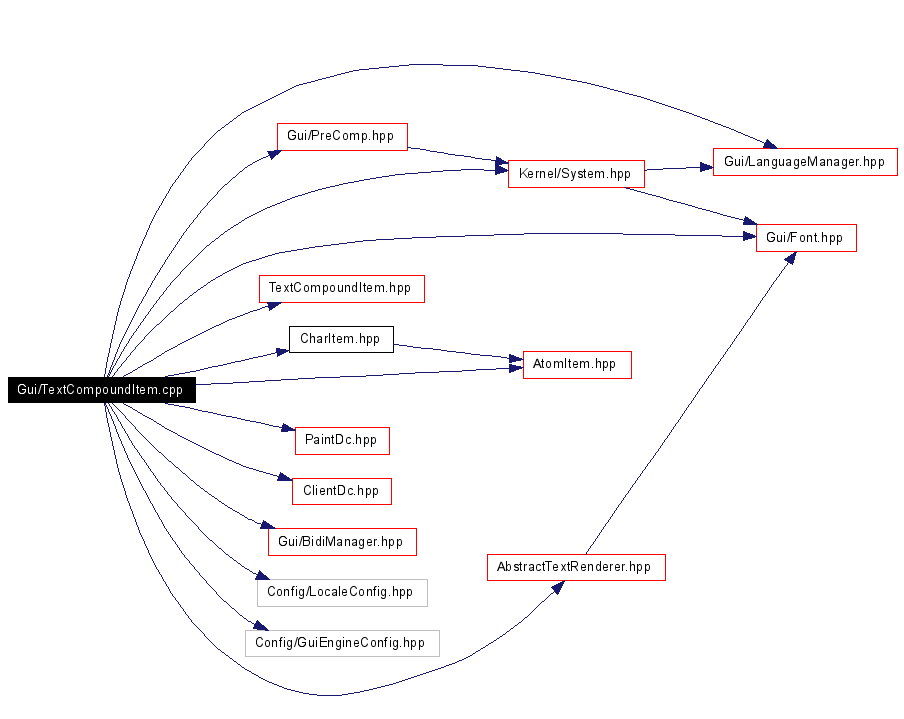 Gui/PreComp.hpp
Gui/LanguageManager.hpp
Kernel/System.hpp
Gui/Font.hpp
TextCompoundItem.hpp
CharItem.hpp
AtomItem.hpp
Gui/TextCompoundItem.cpp
PaintDc.hpp
ClientDc.hpp
Gui/BidiManager.hpp
AbstractTextRenderer.hpp
Config/LocaleConfig.hpp
Config/GuiEngineConfig.hpp